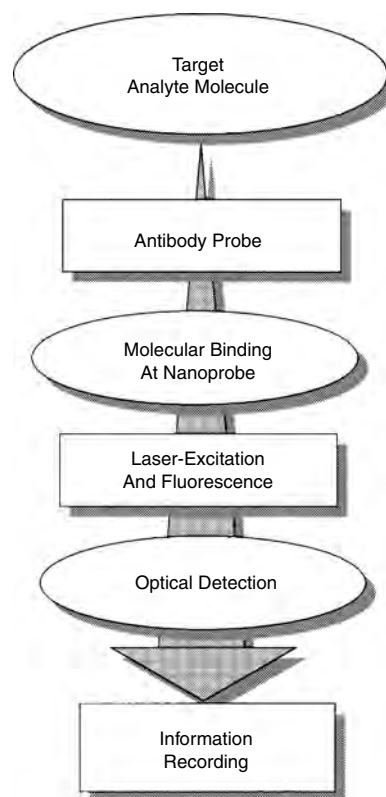 Target
Analyte Molecule
Antibody Probe
Molecular Binding
At Nanoprobe
Laser-Excitation
And Fluorescence
Optical Detection
Information
Recording